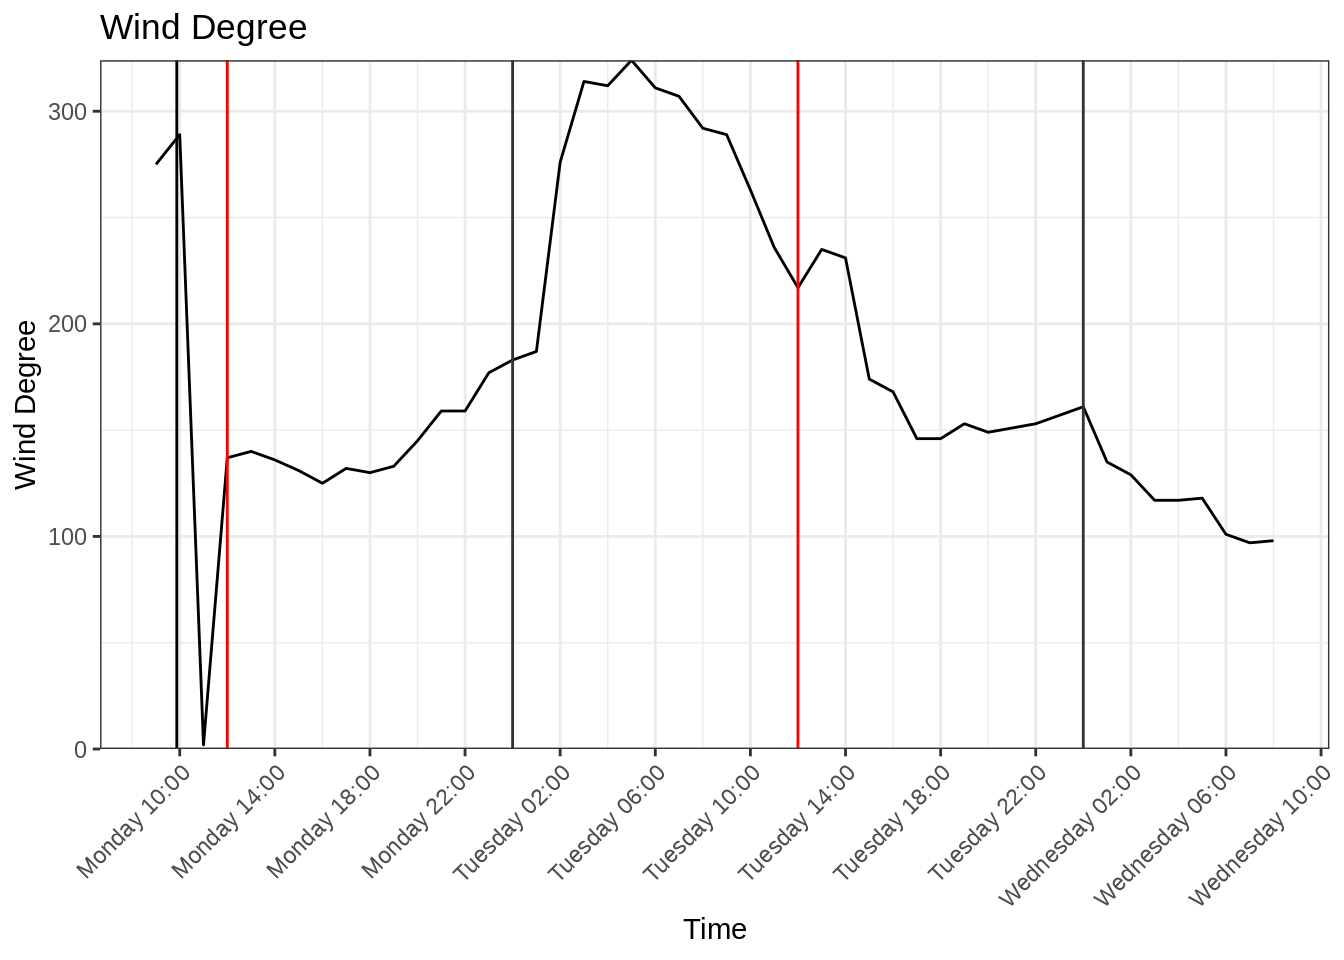 Wind Degree
Wind Degree
300
200
100
0
Monday 10:00
Monday 14:00
Monday 18:00
Monday 22:00
Tuesday 02:00
Tuesday 06:00
Tuesday 10:00
Tuesday 14:00
Tuesday 18:00
Tuesday 22:00
Wednesday 02:00
Wednesday 06:00
Wednesday 10:00
Time